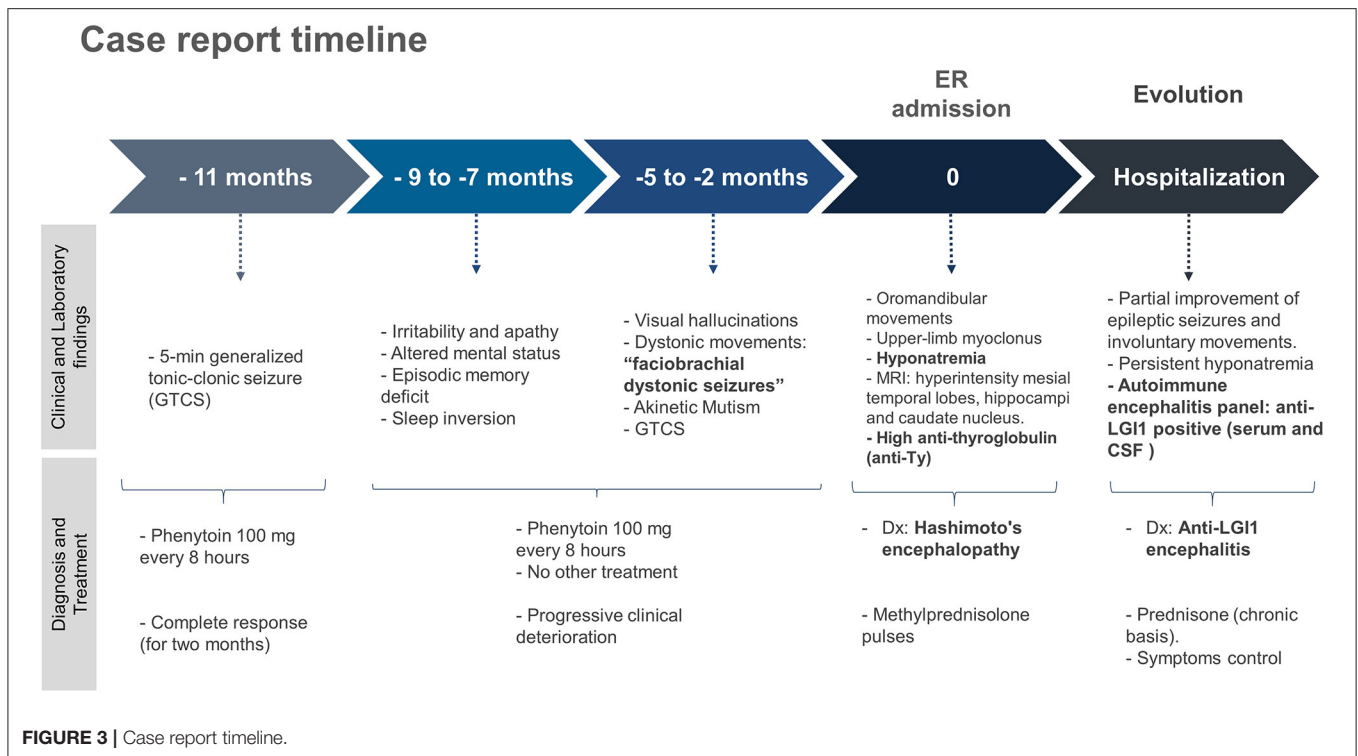 Case report timeline
ER
admission
Evolution
- 11 months
- 9 to -7 months
-5 to -2 months
0
Hospitalization
Clinical and Laboratory
findings
- 5-min generalized
tonic-clonic seizure
(GTCS)
- Irritability and apathy
- Altered mental status
- Episodic memory
deficit
- Sleep inversion
- Visual hallucinations
- Dystonic movements:
“faciobrachial
dystonic seizures”
- Akinetic Mutism
- GTCS
- Oromandibular
movements
- Upper-limb myoclonus
- Hyponatremia
- MRI: hyperintensity mesial
temporal lobes, hippocampi
and caudate nucleus.
- High anti-thyroglobulin
(anti-Ty)
- Partial improvement of
epileptic seizures and
involuntary movements.
- Persistent hyponatremia
- Autoimmune
encephalitis panel: anti-
LGI1 positive (serum and
CSF )
Diagnosis and
Treatment
- Phenytoin 100 mg
every 8 hours
- Complete response
(for two months)
- Phenytoin 100 mg
every 8 hours
- No other treatment
- Progressive clinical
deterioration
- Dx: Hashimoto's
encephalopathy
- Methylprednisolone
pulses
- Dx: Anti-LGI1
encephalitis
- Prednisone (chronic
basis).
- Symptoms control
FIGURE 3 | Case report timeline.